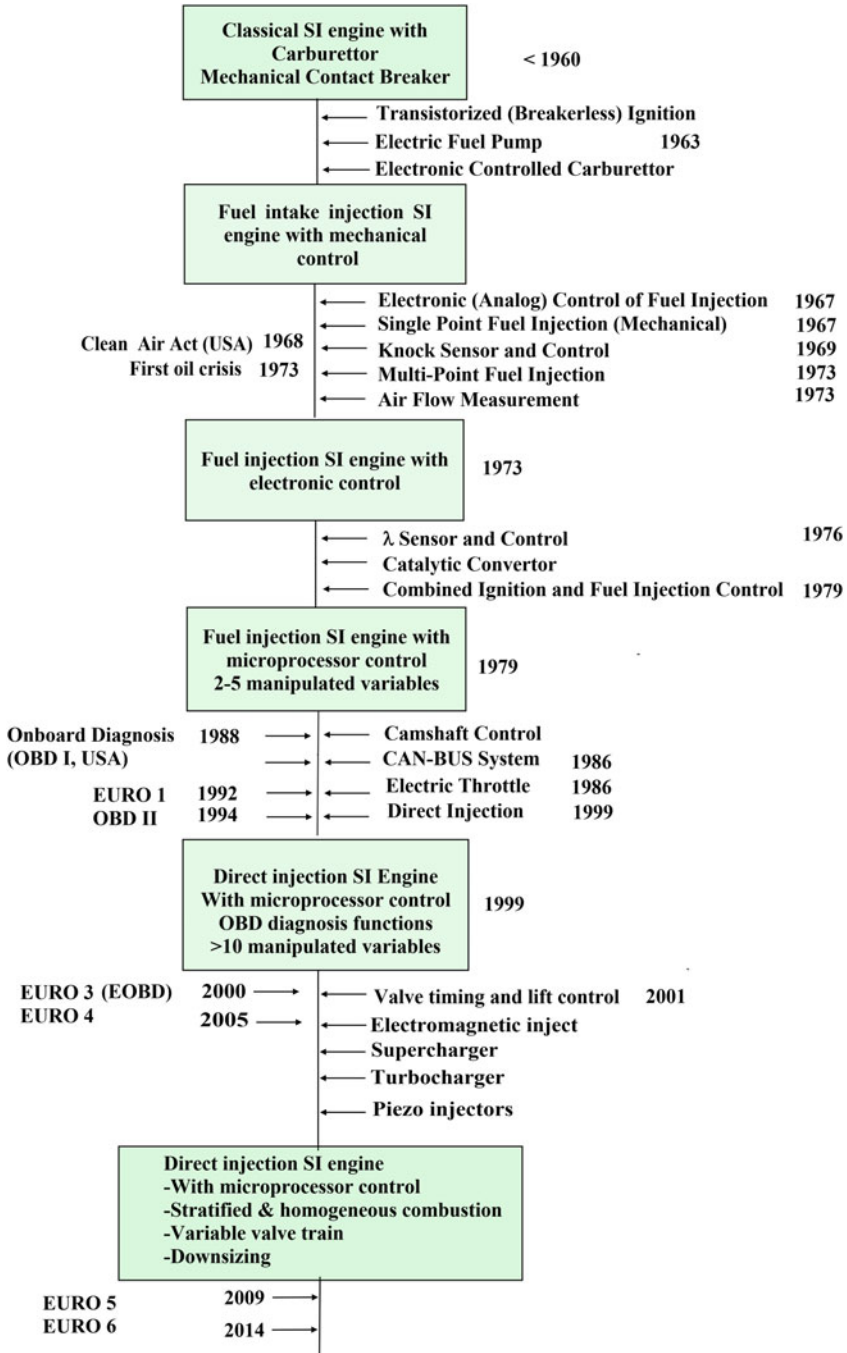 Classical SI engine with
Carburettor
Mechanical Contact Breaker
< 1960
Transistorized (Breakerless) Ignition
Electric Fuel Pump 1963
Electronic Controlled Carburettor
Fuel intake injection SI
engine with mechanical
control
Electronic (Analog) Control of Fuel Injection 1967
Single Point Fuel Injection (Mechanical) 1967
Clean Air Act (USA) 1968
Knock Sensor and Control 1969
First oil crisis 1973
Multi-Point Fuel Injection 1973
Air Flow Measurement 1973
Fuel injection SI engine with
electronic control
1973
λ Sensor and Control 1976
Catalytic Convertor
Combined Ignition and Fuel Injection Control 1979
Fuel injection SI engine with
microprocessor control
2-5 manipulated variables
1979
Onboard Diagnosis 1988
(OBD I, USA)
Camshaft Control
CAN-BUS System 1986
EURO 1 1992
Electric Throttle 1986
OBD II 1994
Direct Injection 1999
Direct injection SI Engine
With microprocessor control
OBD diagnosis functions
>10 manipulated variables
1999
EURO 3 (EOBD) 2000
Valve timing and lift control 2001
EURO 4 2005
Electromagnetic inject
Supercharger
Turbocharger
Piezo injectors
Direct injection SI engine
-With microprocessor control
-Stratified & homogeneous combustion
-Variable valve train
-Downsizing
EURO 5 2009
EURO 6 2014